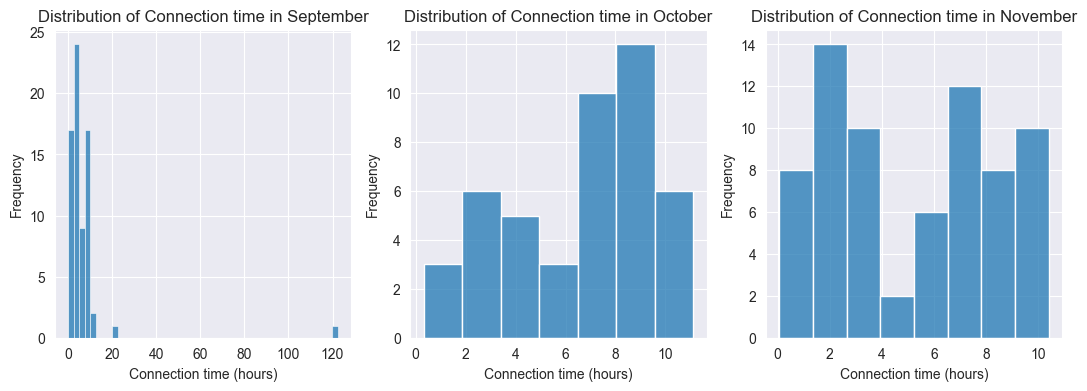 Distribution of Connection time in September
25
20
15
10
5
0
Frequency
0 20 40 60 80 100 120
Connection time (hours)
Distribution of Connection time in October
12
10
8
6
4
2
0
Frequency
0 2 4 6 8 10
Connection time (hours)
Distribution of Connection time in November
14
12
10
8
6
4
2
0
Frequency
0 2 4 6 8 10
Connection time (hours)